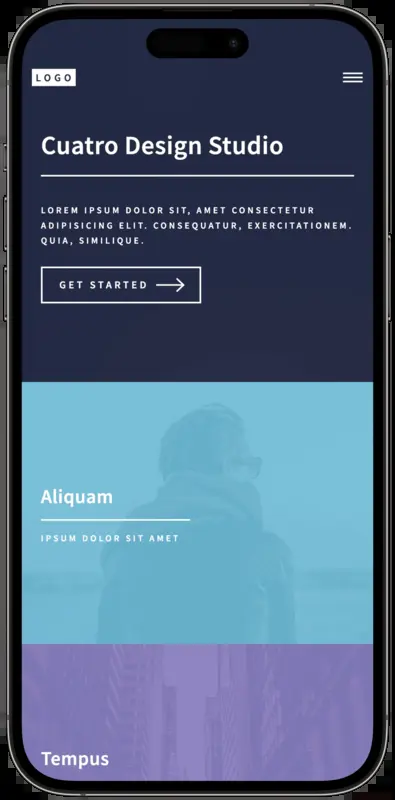 LOGO
Cuatro Design Studio
LOREM IPSUM DOLOR SIT, AMET CONSECTETUR
ADIPISICING ELIT. CONSEQUATUR, EXERCITATIONEM.
QUIA, SIMILIQUE.
GET STARTED
Aliquam
IPSUM DOLOR SIT AMET
Tempus